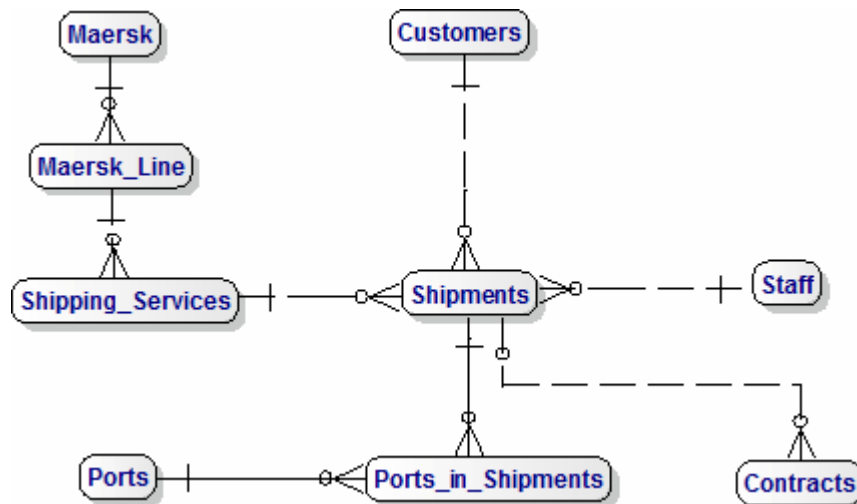 Maersk
Customers
Maersk_Line
Shipping_Services
Shipments
Staff
Ports
Ports_in_Shipments
Contracts